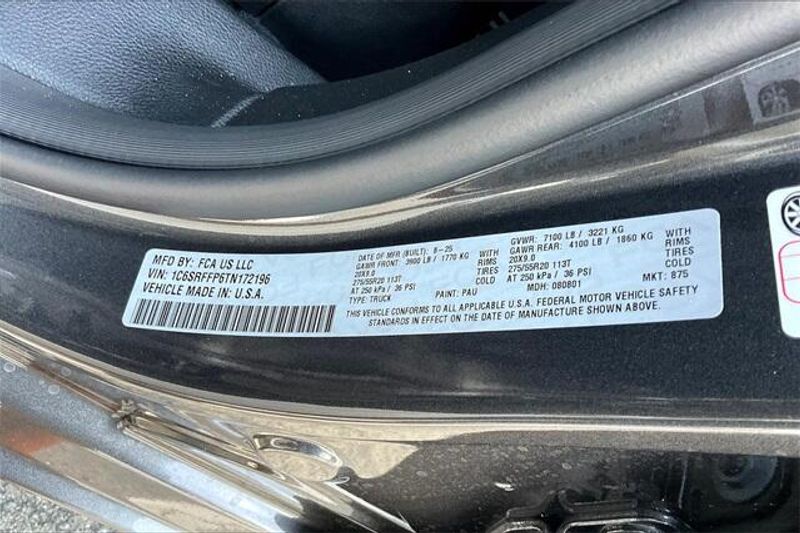 MFD BY: FCA US LLC
VIN: 1C6SRFFP6TN172196
VEHICLE MADE IN: U.S.A.
DATE OF MFR (BUILT): 8-25 GVWR: 7100 LB / 3221 KG
GAWR FRONT: 3900 LB / 1770 KG WITH GAWR REAR: 4100 LB / 1860 KG WITH
20X9.0 RIMS 20X9.0 RIMS
275/55R20 113T TIRES 275/55R20 113T TIRES
AT 250 kPa / 36 PSI COLD AT 250 kPa / 36 PSI COLD
TYPE: TRUCK PAINT: PAU MDH: 080801 MKT: 875
THIS VEHICLE CONFORMS TO ALL APPLICABLE U.S.A. FEDERAL MOTOR VEHICLE SAFETY
STANDARDS IN EFFECT ON THE DATE OF MANUFACTURE SHOWN ABOVE.